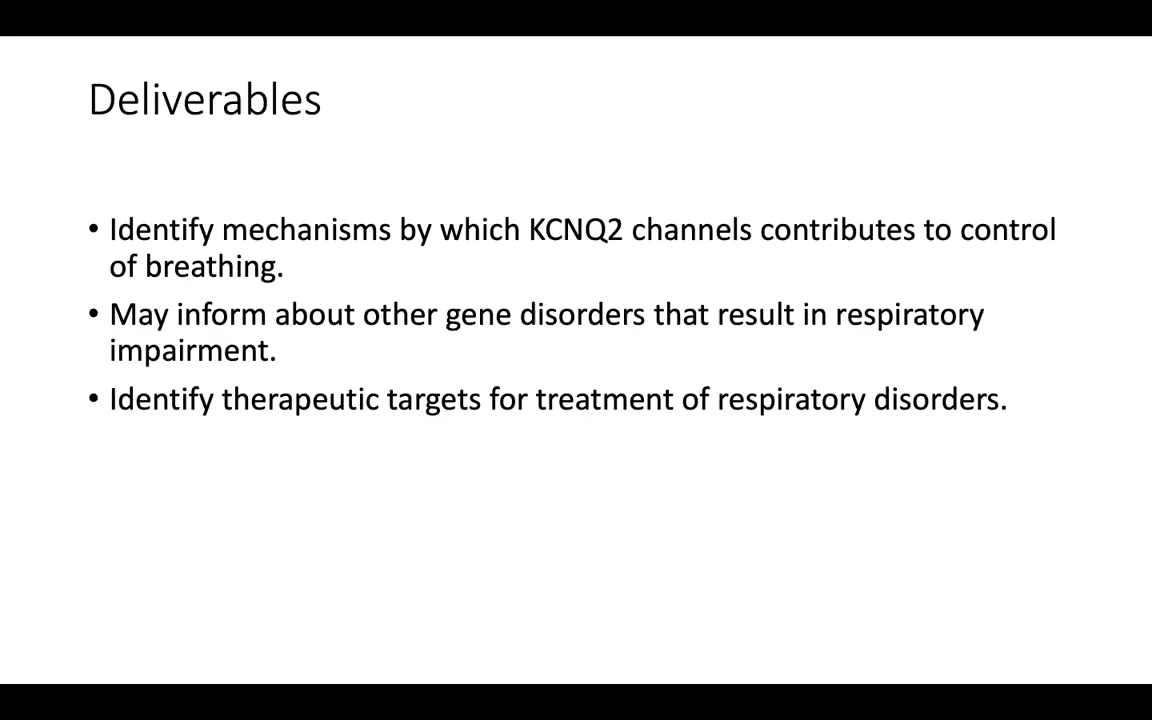 Deliverables
• Identify mechanisms by which KCNQ2 channels contributes to control
of breathing.
• May inform about other gene disorders that result in respiratory
impairment.
• Identify therapeutic targets for treatment of respiratory disorders.